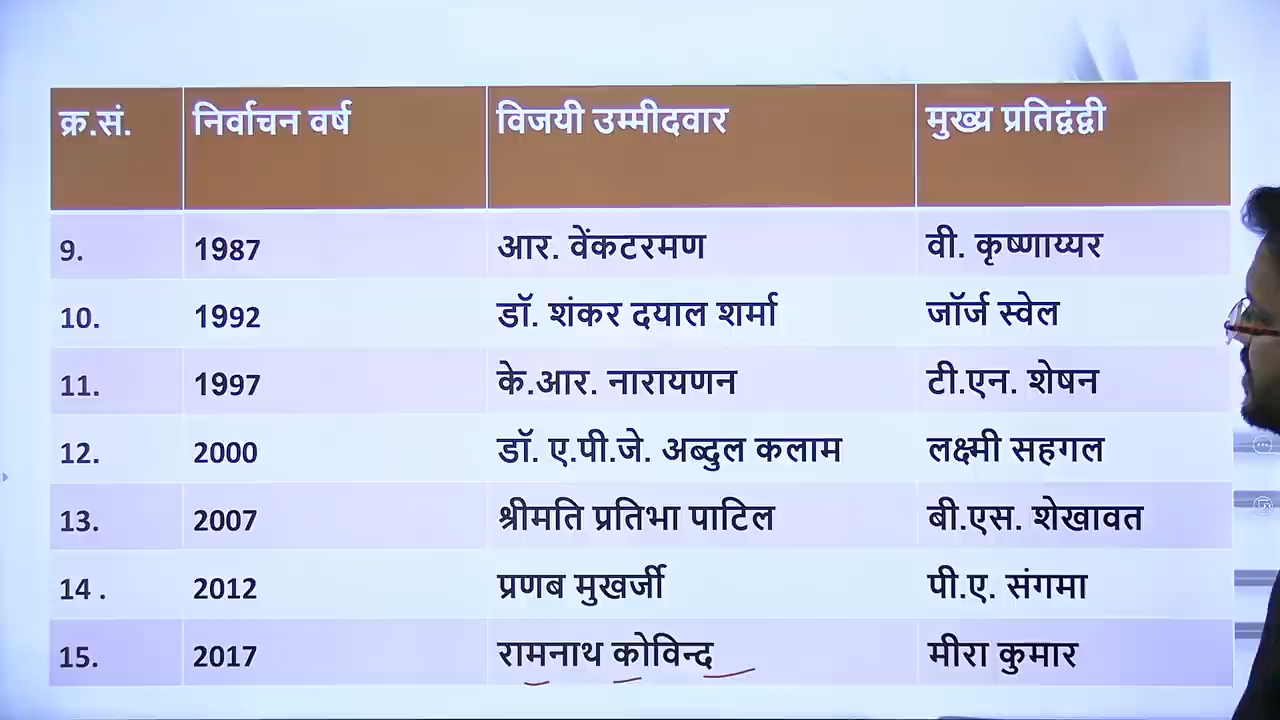 क्र.सं. निर्वाचन वर्ष विजयी उम्मीदवार मुख्य प्रतिद्वंद्वी
9. 1987 आर. वेंकटरमण वी. कृष्णाय्यर
10. 1992 डॉ. शंकर दयाल शर्मा जॉर्ज स्वेल
11. 1997 के.आर. नारायणन टी.एन. शेषन
12. 2000 डॉ. ए.पी.जे. अब्दुल कलाम लक्ष्मी सहगल
13. 2007 श्रीमति प्रतिभा पाटिल बी.एस. शेखावत
14 . 2012 प्रणब मुखर्जी पी.ए. संगमा
15. 2017 रामनाथ कोविन्द मीरा कुमार